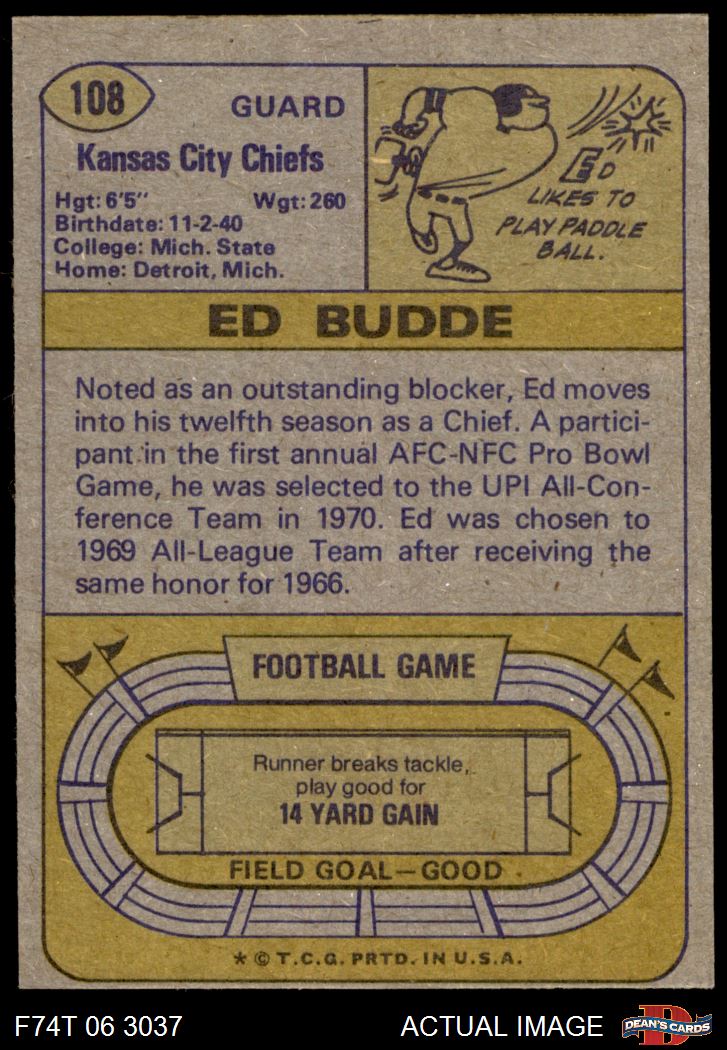 108
GUARD
Kansas City Chiefs
Hgt: 6'5" Wgt: 260
Birthdate: 11-2-40
College: Mich. State
Home: Detroit, Mich.
ED
LIKES TO
PLAY PADDLE
BALL.
ED BUDDE
Noted as an outstanding blocker, Ed moves
into his twelfth season as a Chief. A partici-
pant in the first annual AFC-NFC Pro Bowl
Game, he was selected to the UPI All-Con-
ference Team in 1970. Ed was chosen to
1969 All-League Team after receiving the
same honor for 1966.
FOOTBALL GAME
Runner breaks tackle,
play good for
14 YARD GAIN
FIELD GOAL—GOOD
* © T.C.G. PRTD. IN U.S.A.
F74T 06 3037 ACTUAL IMAGE
D
DEAN'S CARDS